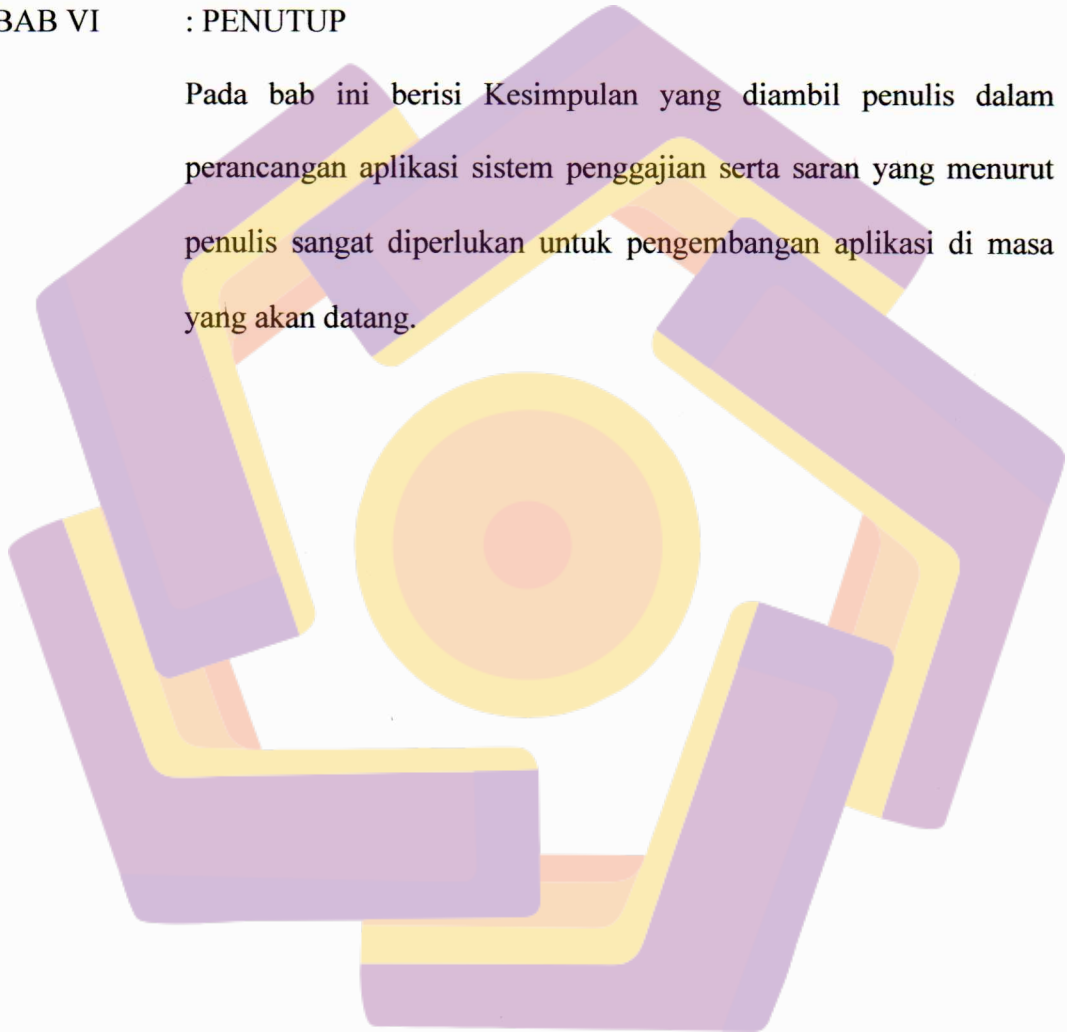 BAB VI : PENUTUP
Pada bab ini berisi Kesimpulan yang diambil penulis dalam
perancangan aplikasi sistem penggajian serta saran yang menurut
penulis sangat diperlukan untuk pengembangan aplikasi di masa
yang akan datang.